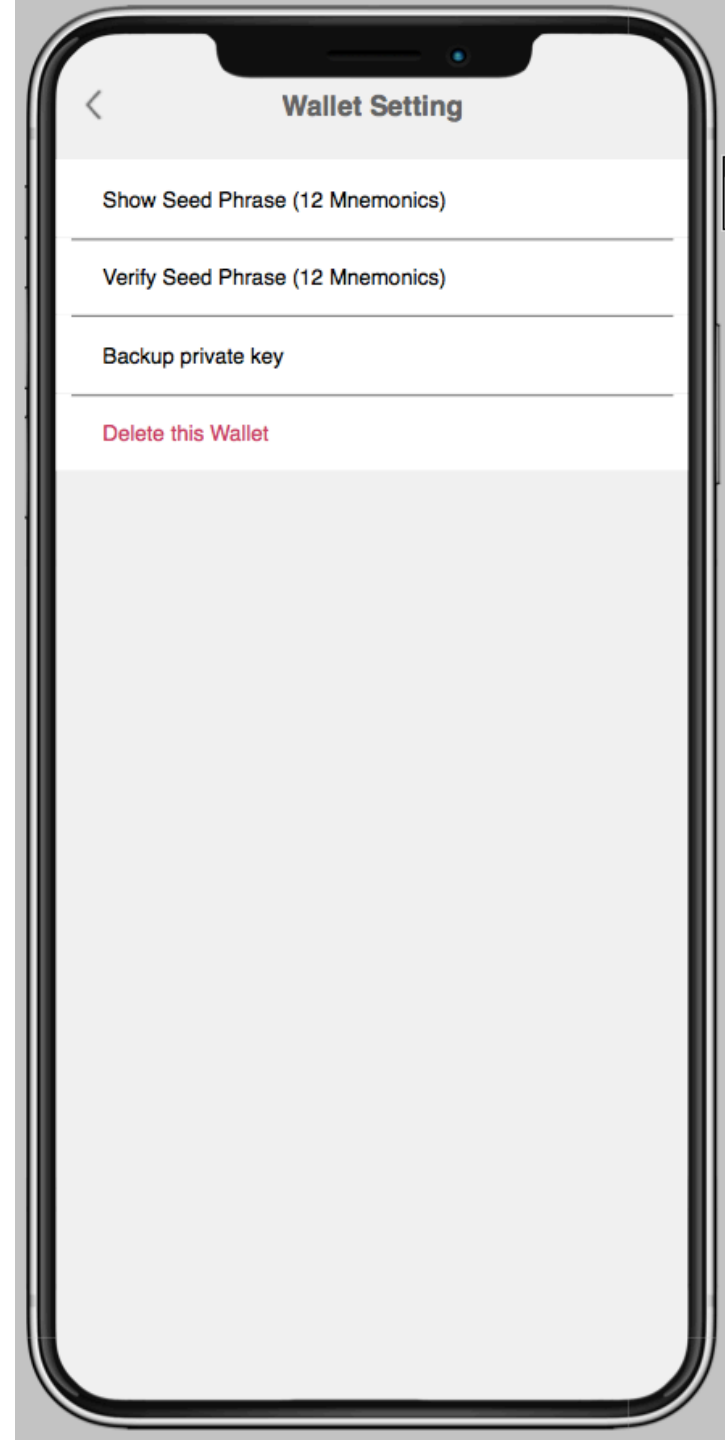 Wallet Setting
Show Seed Phrase (12 Mnemonics)
Verify Seed Phrase (12 Mnemonics)
Backup private key
Delete this Wallet